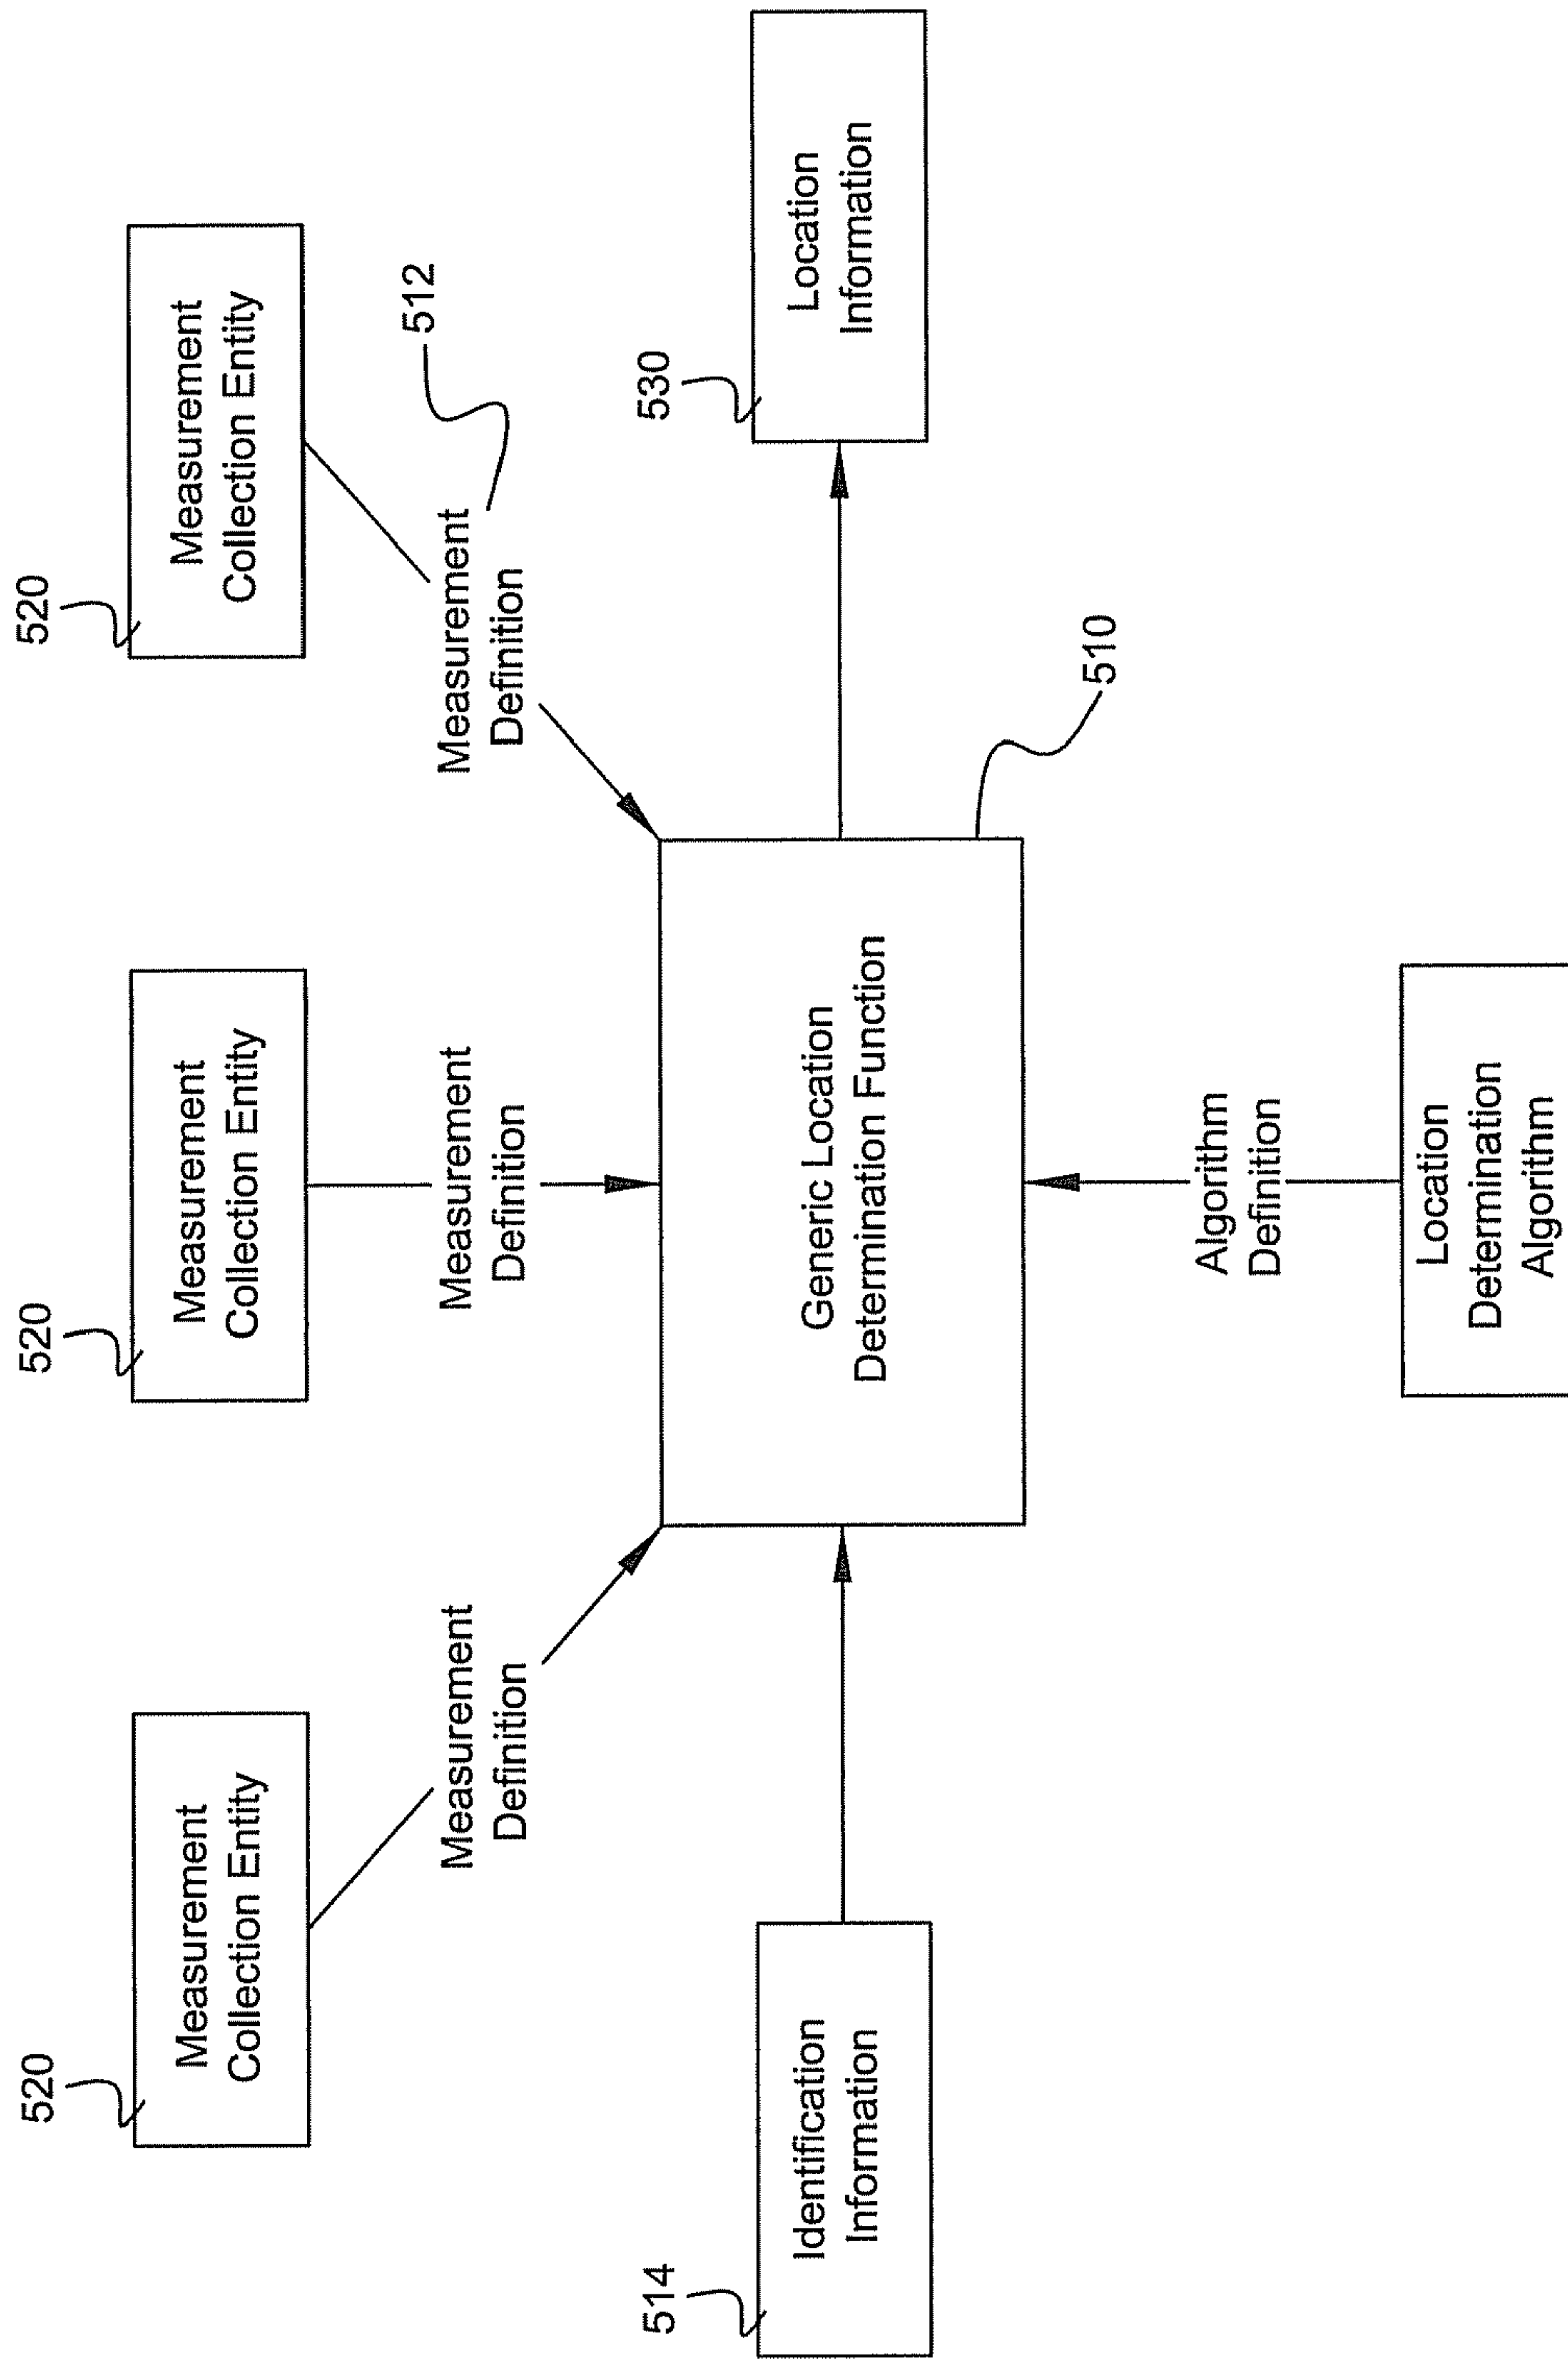 520
Measurement
Collection Entity
520
Measurement
Collection Entity
520
Measurement
Collection Entity
Measurement
Definition
Measurement
Definition
Measurement
Definition
512
514
Identification
Information
Generic Location
Determination Function
530
Location
Information
510
Algorithm
Definition
Location
Determination
Algorithm